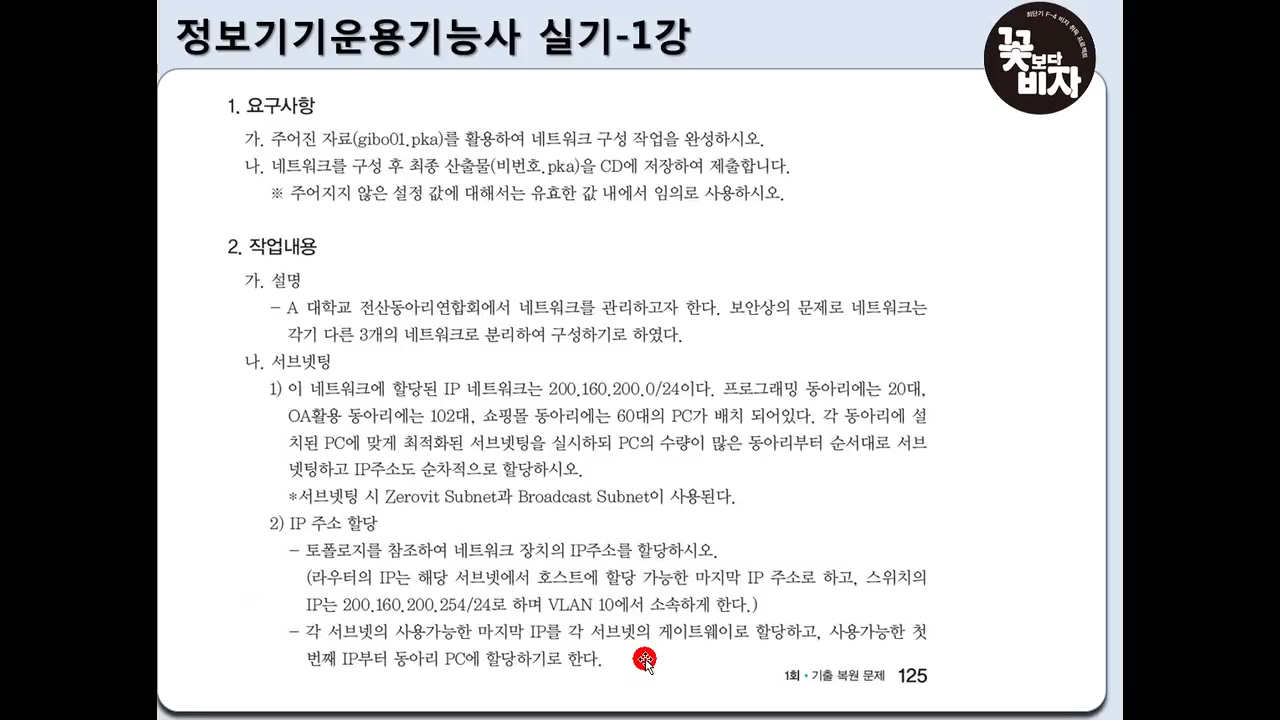 정보기기운용기능사 실기-1강
최단기 F-4 비자 취득 프로젝트
꽃보다
비자
1. 요구사항
가. 주어진 자료(gibo01.pka)를 활용하여 네트워크 구성 작업을 완성하시오.
나. 네트워크를 구성 후 최종 산출물(비번호.pka)을 CD에 저장하여 제출합니다.
※ 주어지지 않은 설정 값에 대해서는 유효한 값 내에서 임의로 사용하시오.
2. 작업내용
가. 설명
- A 대학교 전산동아리연합회에서 네트워크를 관리하고자 한다. 보안상의 문제로 네트워크는
각기 다른 3개의 네트워크로 분리하여 구성하기로 하였다.
나. 서브넷팅
1) 이 네트워크에 할당된 IP 네트워크는 200.160.200.0/24이다. 프로그래밍 동아리에는 20대,
OA활용 동아리에는 102대, 쇼핑몰 동아리에는 60대의 PC가 배치 되어있다. 각 동아리에 설
치된 PC에 맞게 최적화된 서브넷팅을 실시하되 PC의 수량이 많은 동아리부터 순서대로 서브
넷팅하고 IP주소도 순차적으로 할당하시오.
*서브넷팅 시 Zerovit Subnet과 Broadcast Subnet이 사용된다.
2) IP 주소 할당
- 토폴로지를 참조하여 네트워크 장치의 IP주소를 할당하시오.
(라우터의 IP는 해당 서브넷에서 호스트에 할당 가능한 마지막 IP 주소로 하고, 스위치의
IP는 200.160.200.254/24로 하며 VLAN 10에서 소속하게 한다.)
- 각 서브넷의 사용가능한 마지막 IP를 각 서브넷의 게이트웨이로 할당하고, 사용가능한 첫
번째 IP부터 동아리 PC에 할당하기로 한다.
1회 • 기출 복원 문제 125